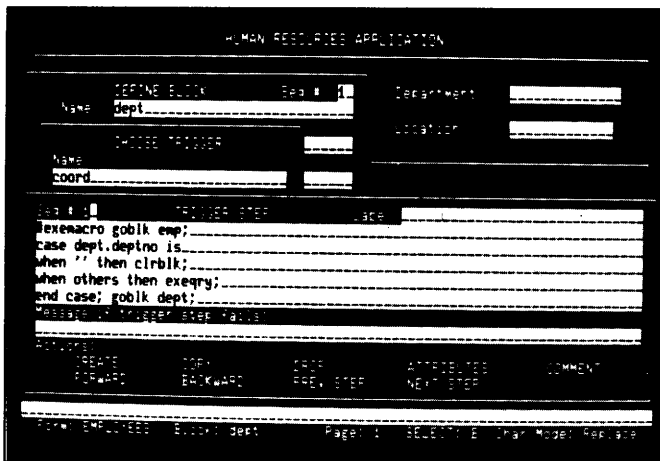 HUMAN RESOURCES APPLICATION
DEFINE BLOCK Seq # 1
Name dept
Department
Location
CHOOSE TRIGGER
Name
coord
Seq # TRIGGER STEP Label
#exemacro goblk emp;
case dept.deptno is
when '' then clrblk;
when others then exeqry;
end case; goblk dept;
Message if trigger step fails:
Actions:
CREATE COPY DROP ATTRIBUTES COMMENT
FORWARD BACKWARD PREV STEP NEXT STEP
Form: EMPLOYEES Block: dept Page: 1 SELECT: E Char Mode: Replace